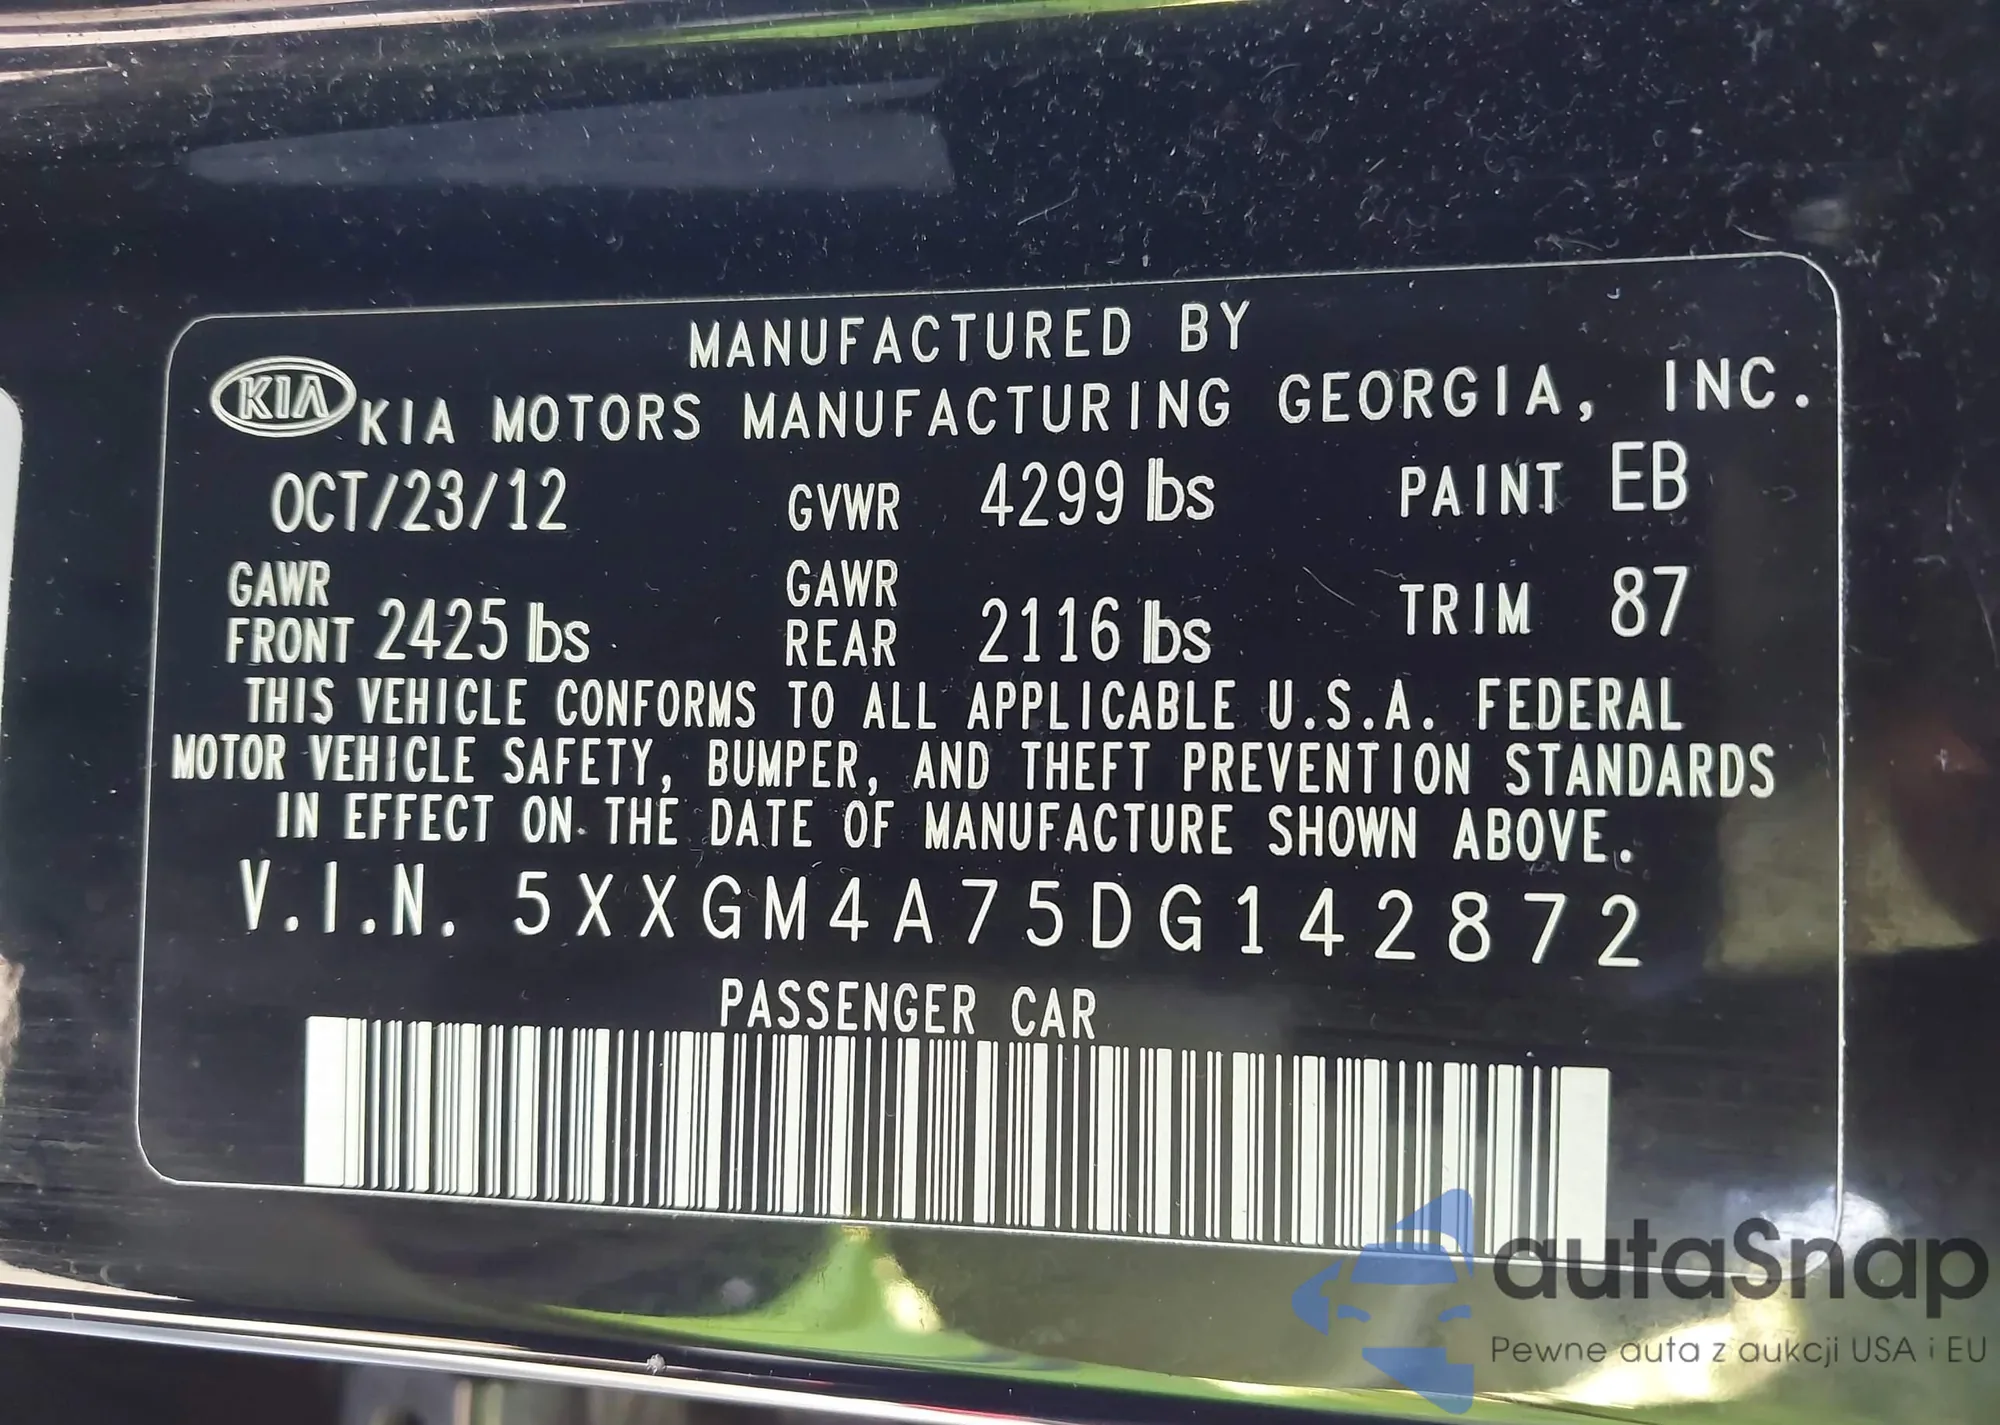 MANUFACTURED BY
KIA KIA MOTORS MANUFACTURING GEORGIA, INC.
OCT/23/12 GVWR 4299 lbs PAINT EB
GAWR FRONT 2425 lbs GAWR REAR 2116 lbs TRIM 87
THIS VEHICLE CONFORMS TO ALL APPLICABLE U.S.A. FEDERAL
MOTOR VEHICLE SAFETY, BUMPER, AND THEFT PREVENTION STANDARDS
IN EFFECT ON THE DATE OF MANUFACTURE SHOWN ABOVE.
V.I.N. 5XXGM4A75DG142872
PASSENGER CAR
autaSnap
Pewne auta z aukcji USA i EU